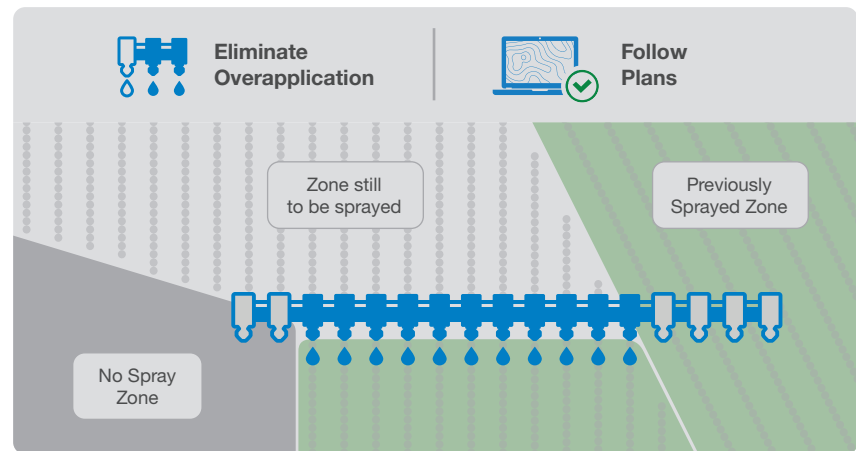 Eliminate
Overapplication
Follow
Plans
Zone still
to be sprayed
Previously
Sprayed Zone
No Spray
Zone